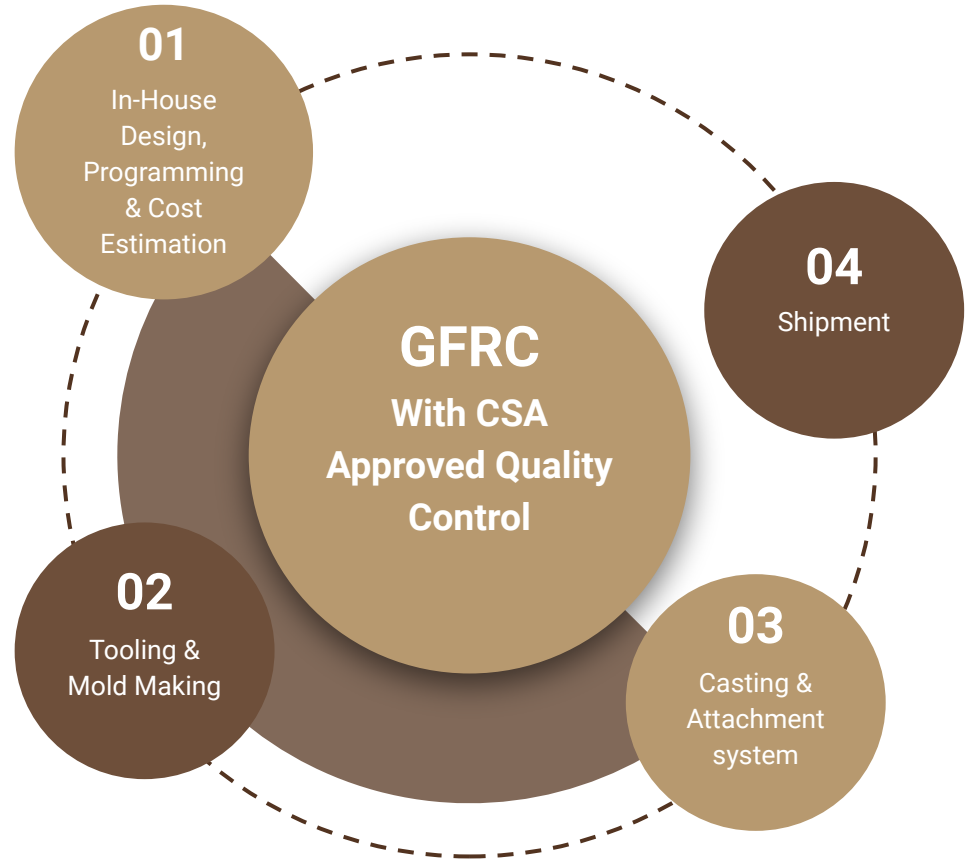 01
In-House
Design,
Programming
& Cost
Estimation
GFRC
With CSA
Approved Quality
Control
04
Shipment
02
Tooling &
Mold Making
03
Casting &
Attachment
system